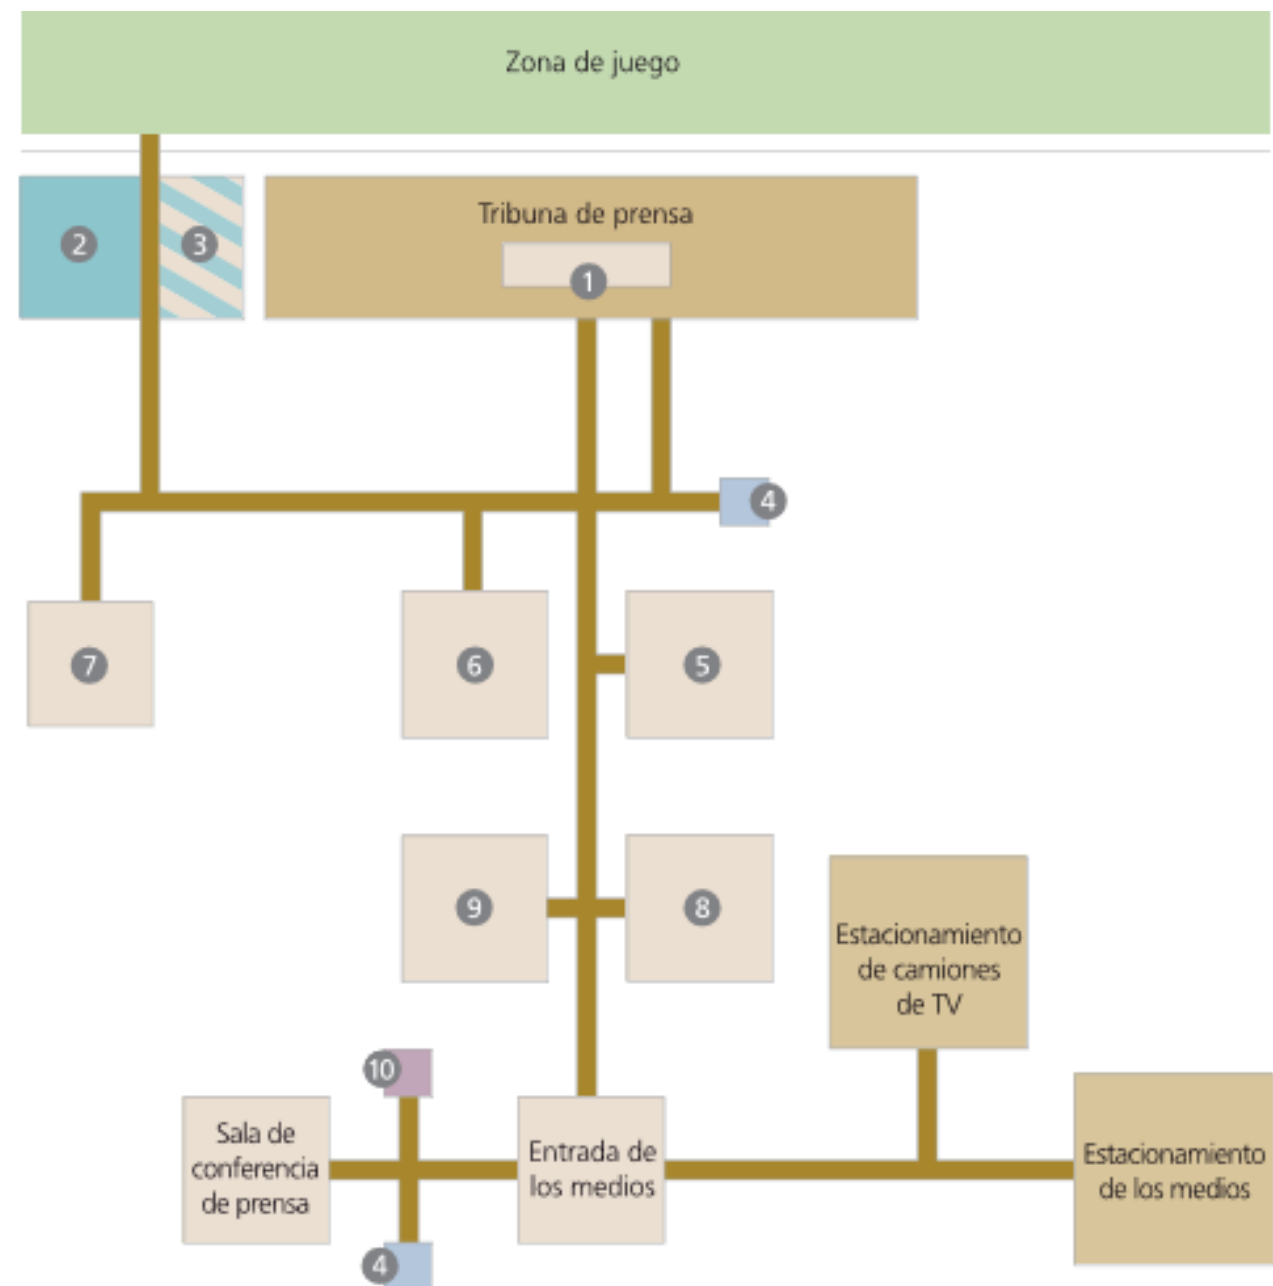 Zona de juego
2
3
Tribuna de prensa
1
4
7
6
5
9
8
Estacionamiento
de camiones
de TV
10
Sala de
conferencia
de prensa
Entrada de
los medios
Estacionamiento
de los medios
4